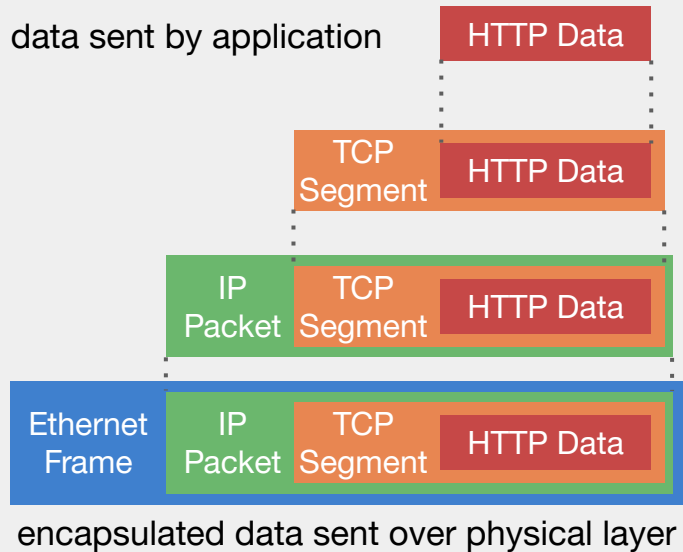 data sent by application
HTTP Data
TCP
Segment
HTTP Data
IP
Packet
TCP
Segment
HTTP Data
Ethernet
Frame
IP
Packet
TCP
Segment
HTTP Data
encapsulated data sent over physical layer